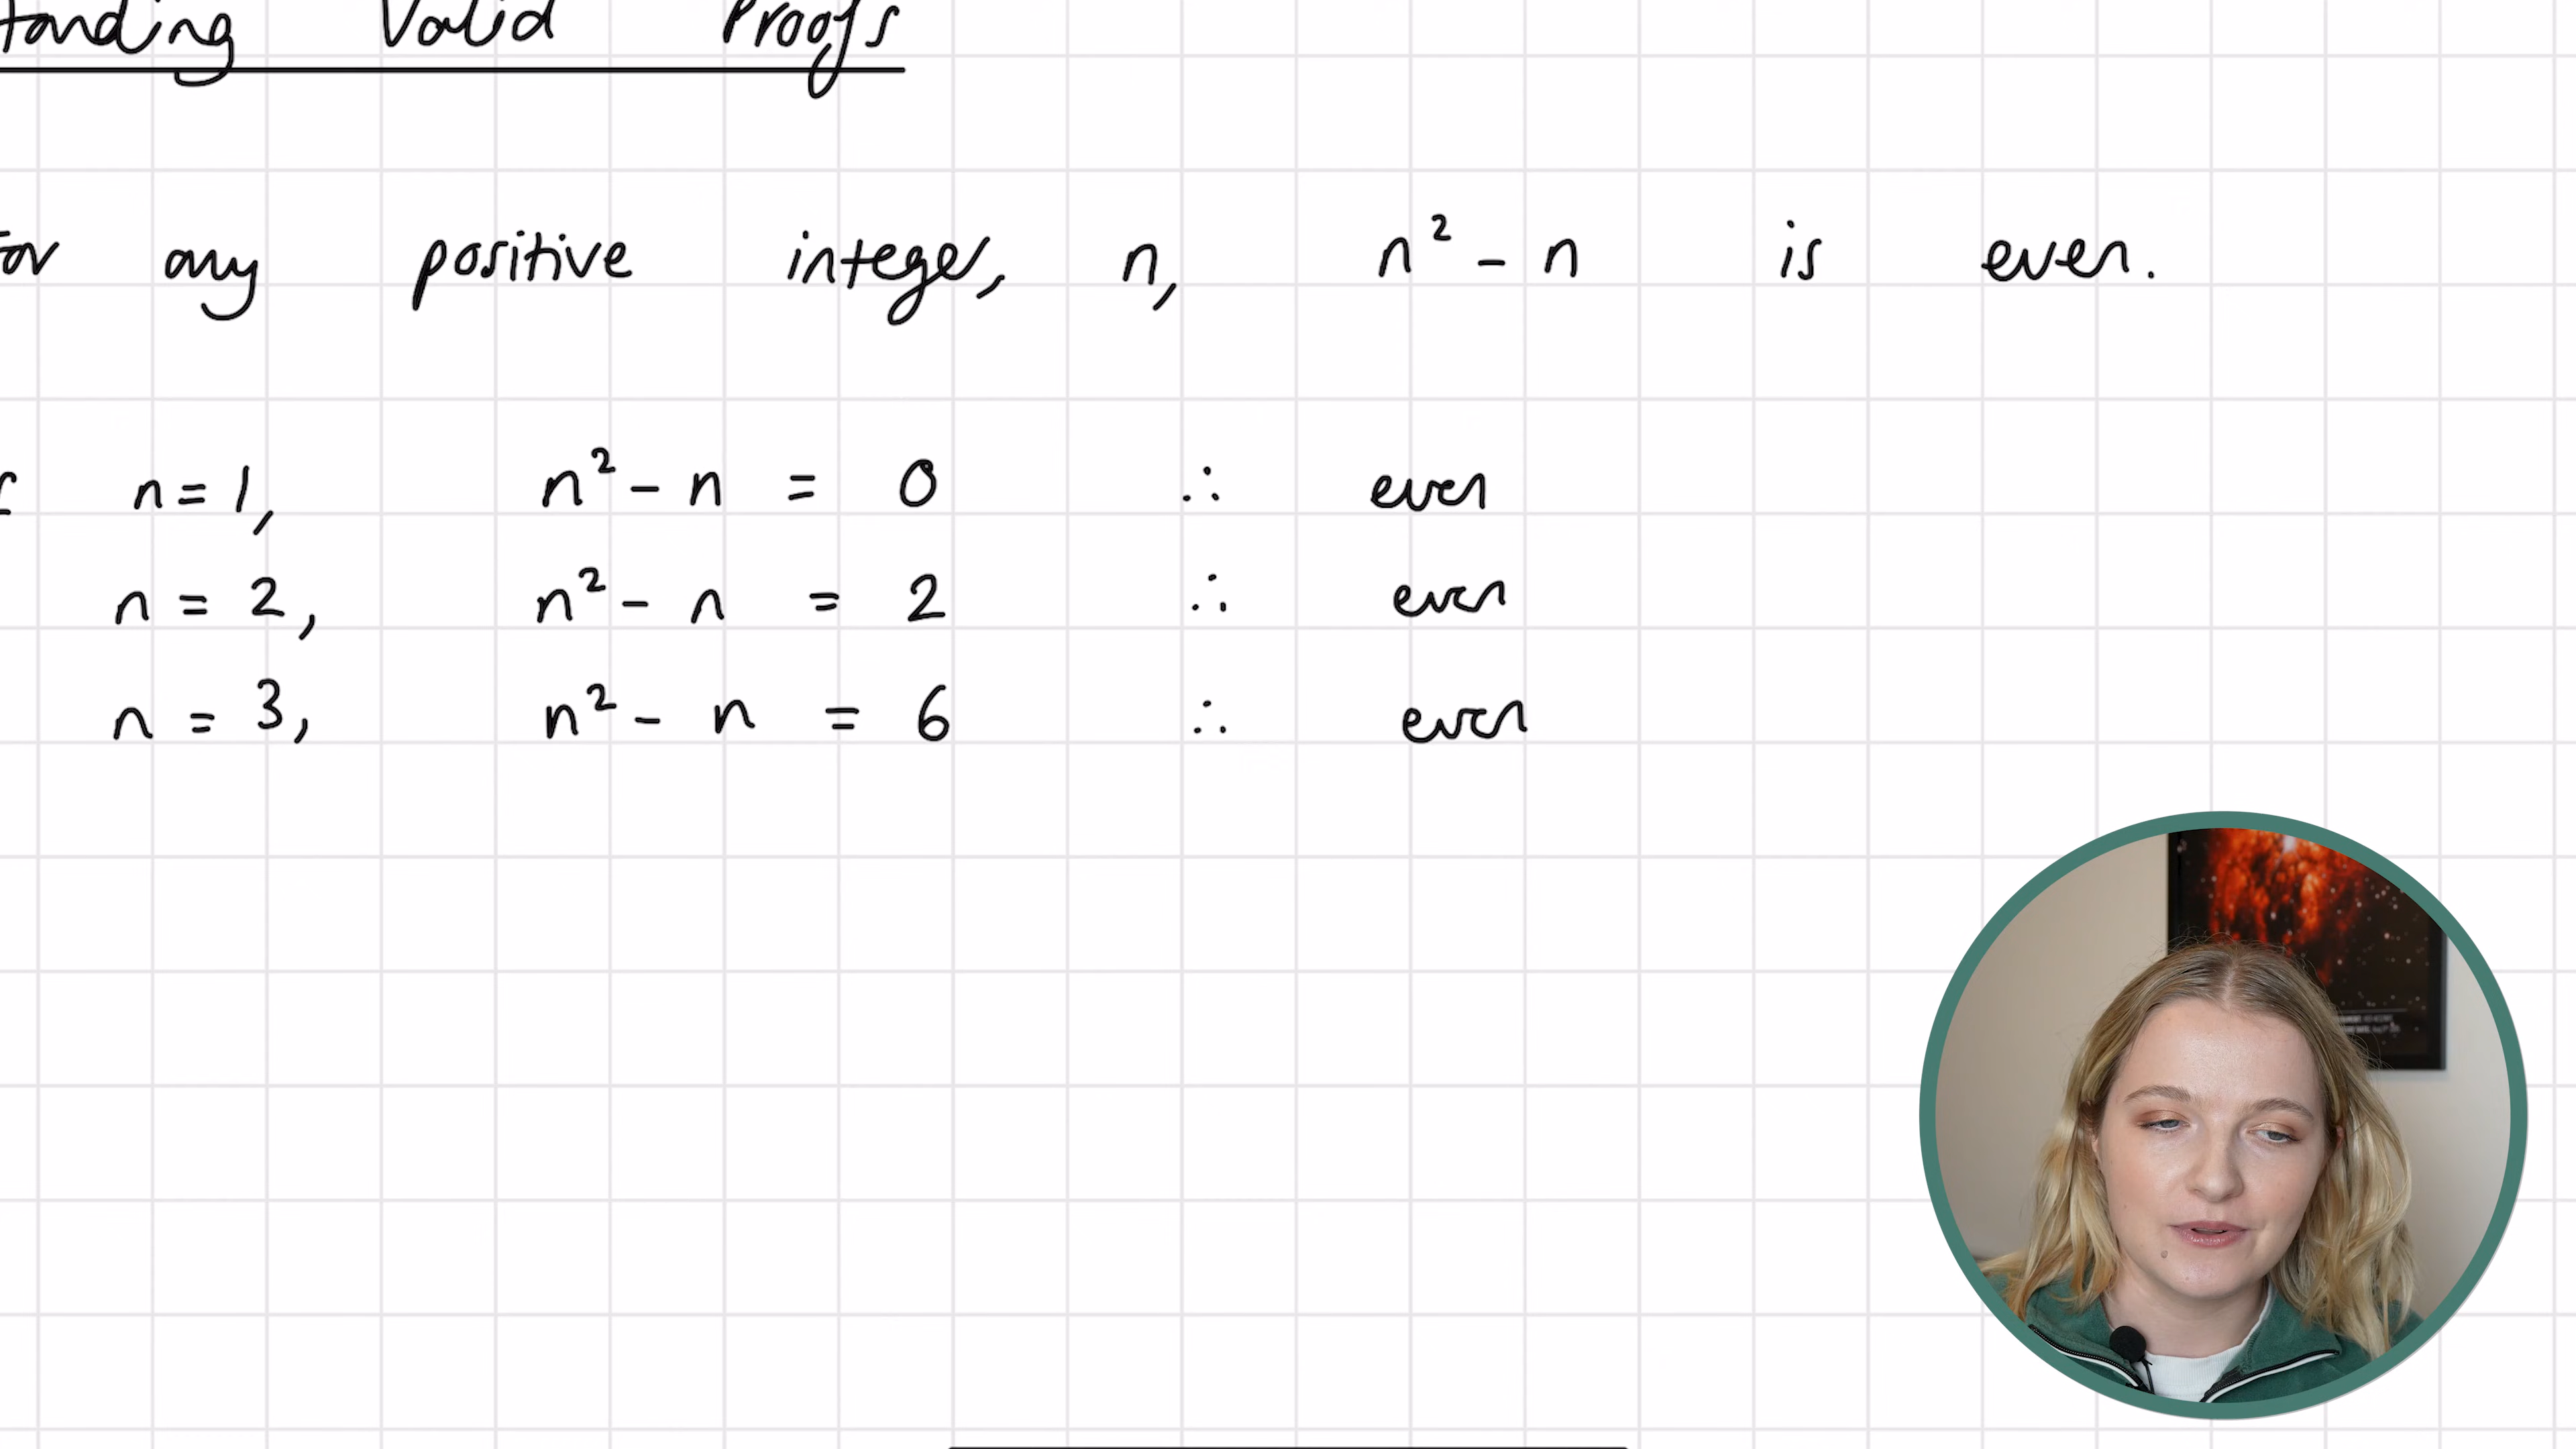 tanding Valid Proofs
For any positive integer, n, n² - n is even.
n = 1, n² - n = 0 ∴ even
n = 2, n² - n = 2 ∴ even
n = 3, n² - n = 6 ∴ even